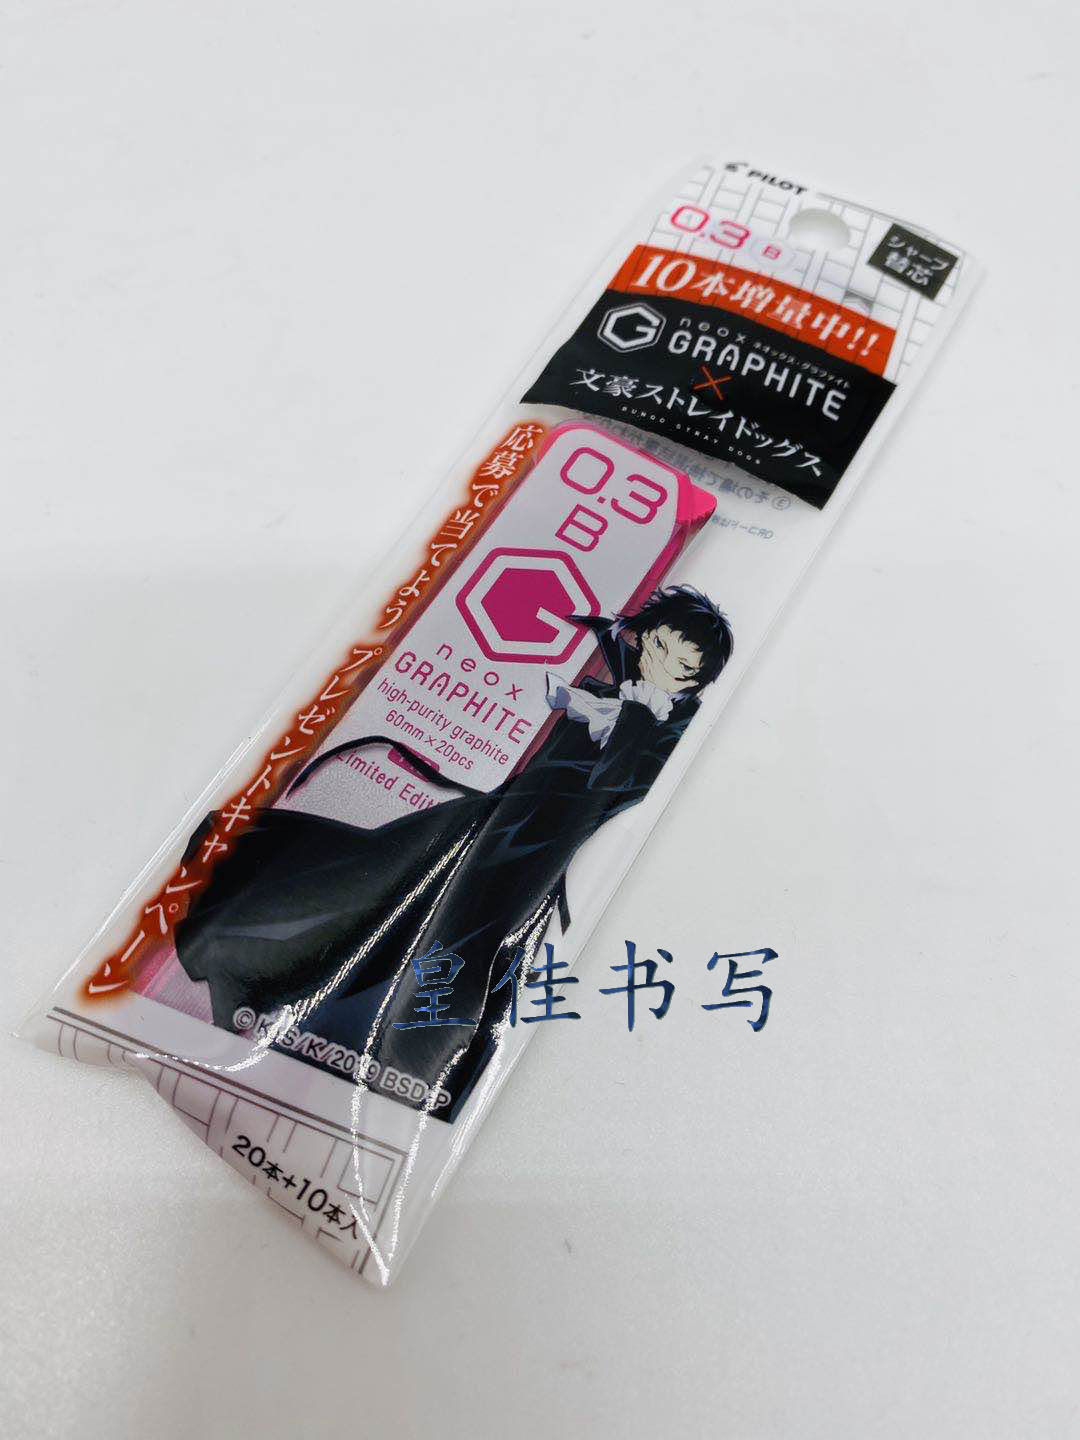 PILOT
0.3 B
シャープ
替芯
10本増量中!!
neox ネオックス・グラファイト
GRAPHITE
×
文豪ストレイドッグス
BUNGO STRAY DOGS
応募で当てよう プレゼントキャンペーン
0.3
B
neox
GRAPHITE
high-purity graphite
60mm×20pcs
Limited Edit
皇佳书写
/K/2019 BSD
20本+10本入